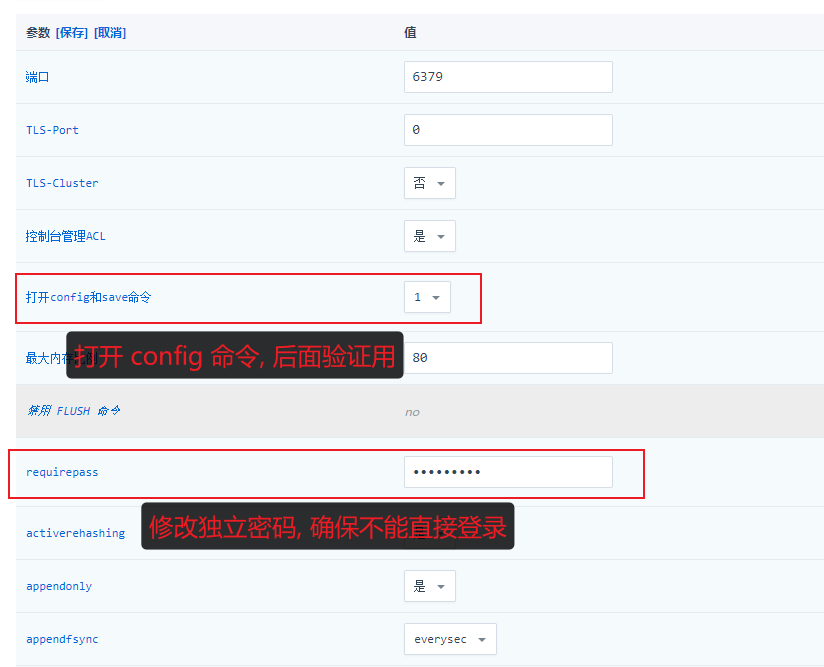 参数 [保存] [取消] 值
端口 6379
TLS-Port 0
TLS-Cluster 否
控制台管理ACL 是
打开config和save命令 1
打开 config 命令, 后面验证用
最大内存 80
禁用 FLUSH 命令 no
requirepass •••••••••
修改独立密码, 确保不能直接登录
activerehashing
appendonly 是
appendfsync everysec